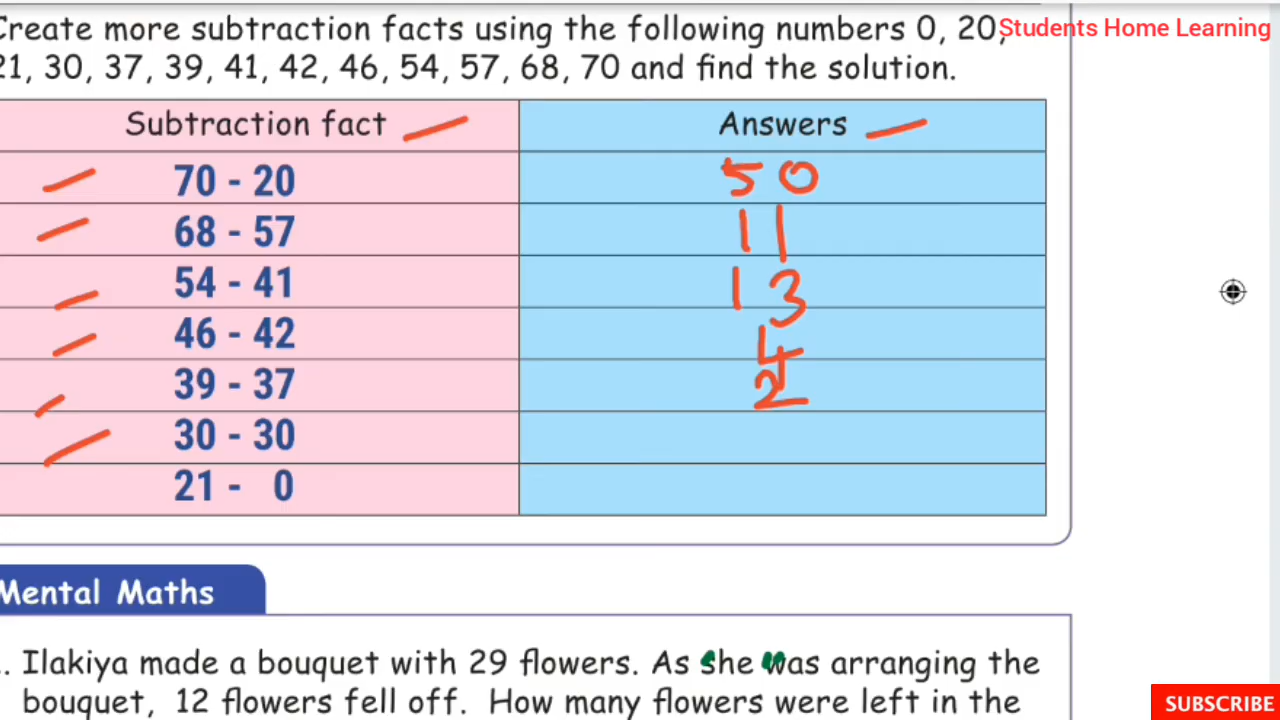 Create more subtraction facts using the following numbers 0, 20, Students Home Learning
21, 30, 37, 39, 41, 42, 46, 54, 57, 68, 70 and find the solution.
Subtraction fact Answers
70 - 20 50
68 - 57 11
54 - 41 13
46 - 42 4
39 - 37 2
30 - 30
21 - 0
Mental Maths
. Ilakiya made a bouquet with 29 flowers. As she was arranging the
bouquet, 12 flowers fell off. How many flowers were left in the
SUBSCRIBE